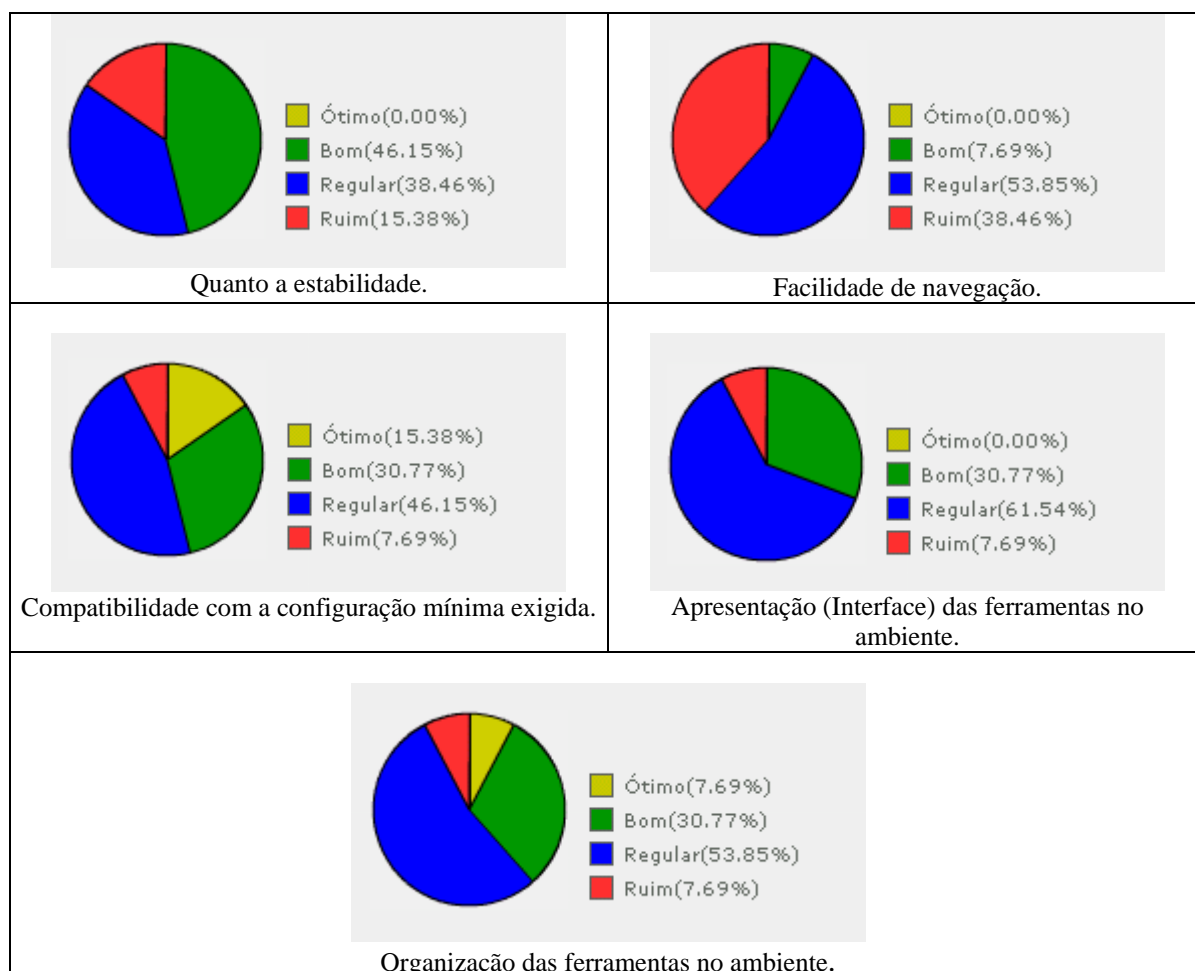 Ótimo(0.00%)
Bom(46.15%)
Regular(38.46%)
Ruim(15.38%)
Quanto a estabilidade.
Ótimo(0.00%)
Bom(7.69%)
Regular(53.85%)
Ruim(38.46%)
Facilidade de navegação.
Ótimo(15.38%)
Bom(30.77%)
Regular(46.15%)
Ruim(7.69%)
Compatibilidade com a configuração mínima exigida.
Ótimo(0.00%)
Bom(30.77%)
Regular(61.54%)
Ruim(7.69%)
Apresentação (Interface) das ferramentas no
ambiente.
Ótimo(7.69%)
Bom(30.77%)
Regular(53.85%)
Ruim(7.69%)
Organização das ferramentas no ambiente.